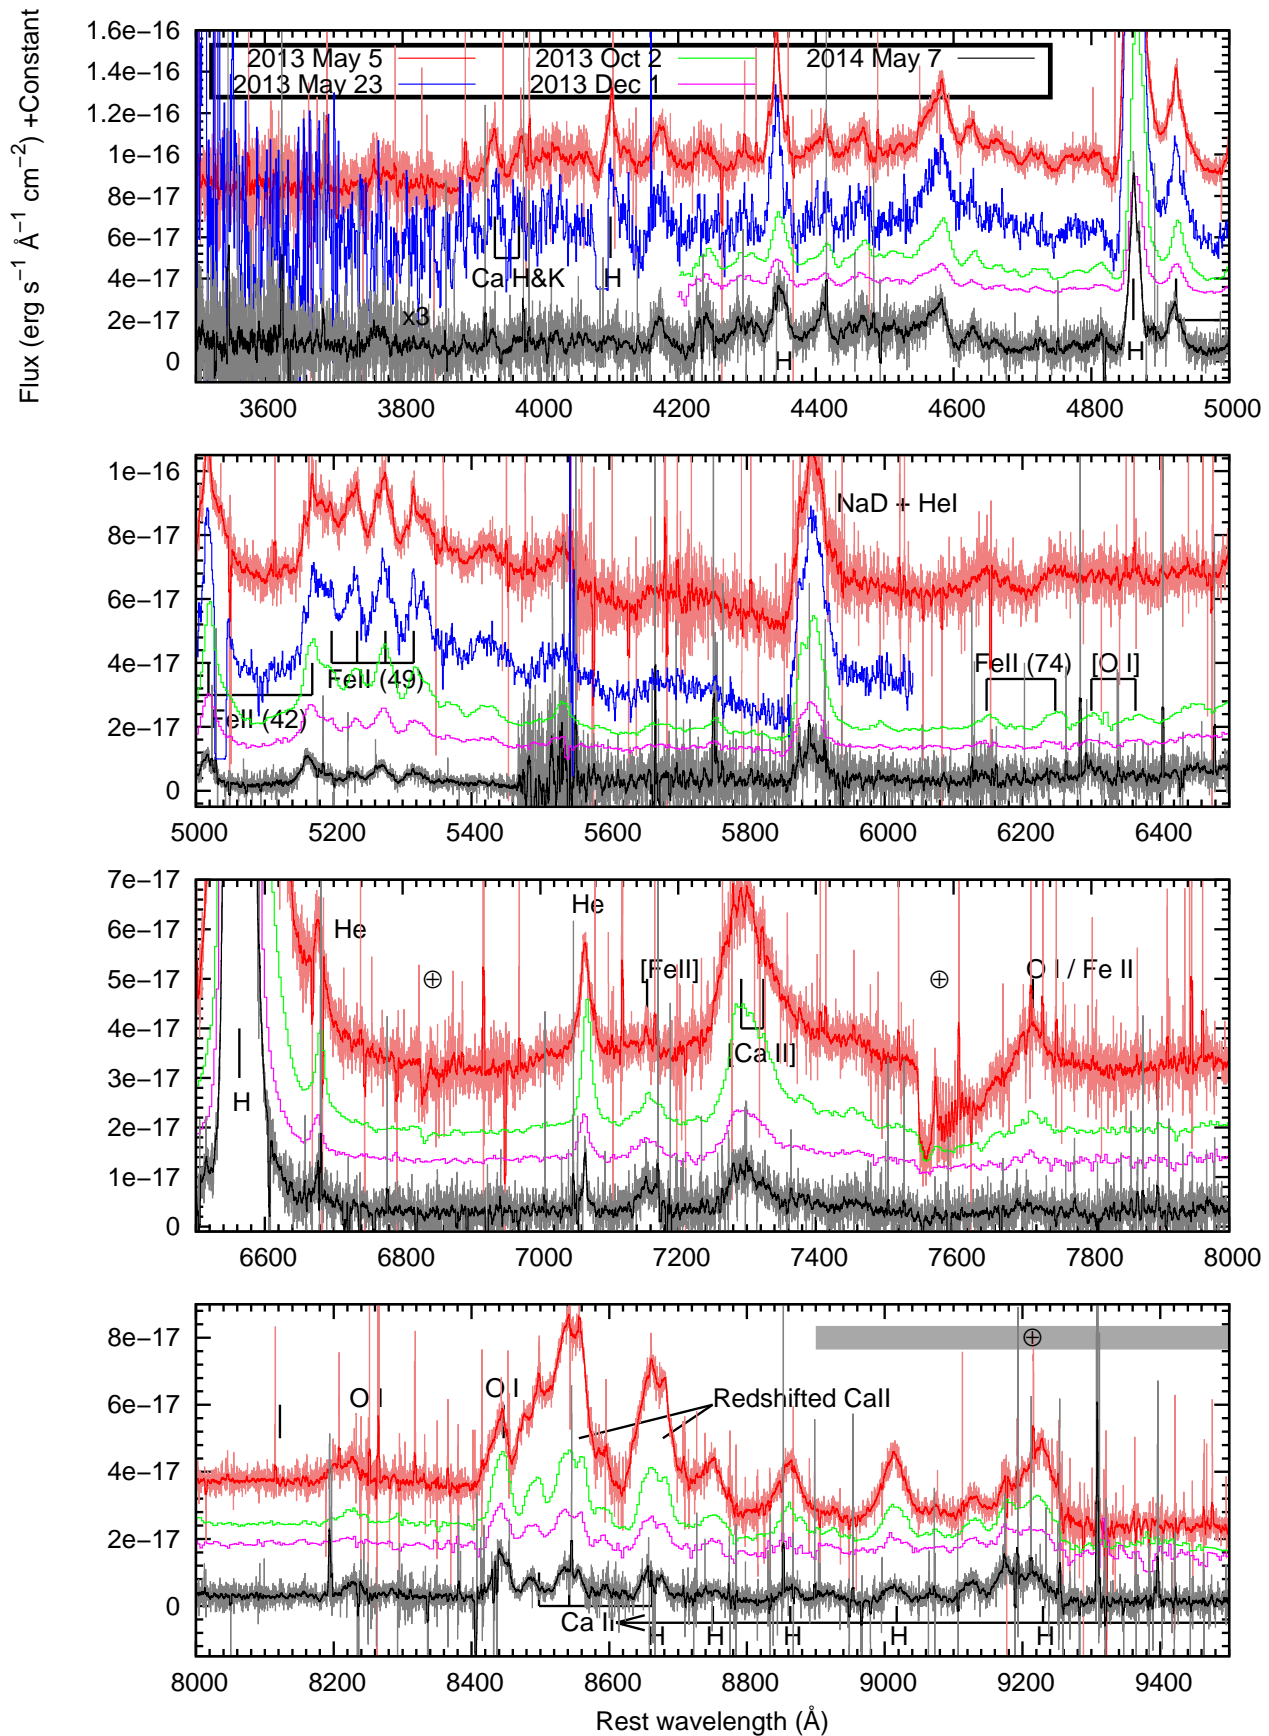 Flux (erg s⁻¹ Å⁻¹ cm⁻²) +Constant
1.6e−16
1.4e−16
1.2e−16
1e−16
8e−17
6e−17
4e−17
2e−17
0
2013 May 5
2013 Oct 2
2014 May 7
2013 May 23
2013 Dec 1
Ca H&K
H
x3
H
H
3600 3800 4000 4200 4400 4600 4800 5000
1e−16
8e−17
6e−17
4e−17
2e−17
0
NaD + HeI
FeII (49)
FeII (42)
FeII (74)
[O I]
5000 5200 5400 5600 5800 6000 6200 6400
7e−17
6e−17
5e−17
4e−17
3e−17
2e−17
1e−17
0
He
He
⊕
[FeII]
⊕
O I / Fe II
[Ca II]
H
6600 6800 7000 7200 7400 7600 7800 8000
8e−17
6e−17
4e−17
2e−17
0
⊕
O I
O I
Redshifted CaII
Ca II
H H H H H
8000 8200 8400 8600 8800 9000 9200 9400
Rest wavelength (Å)